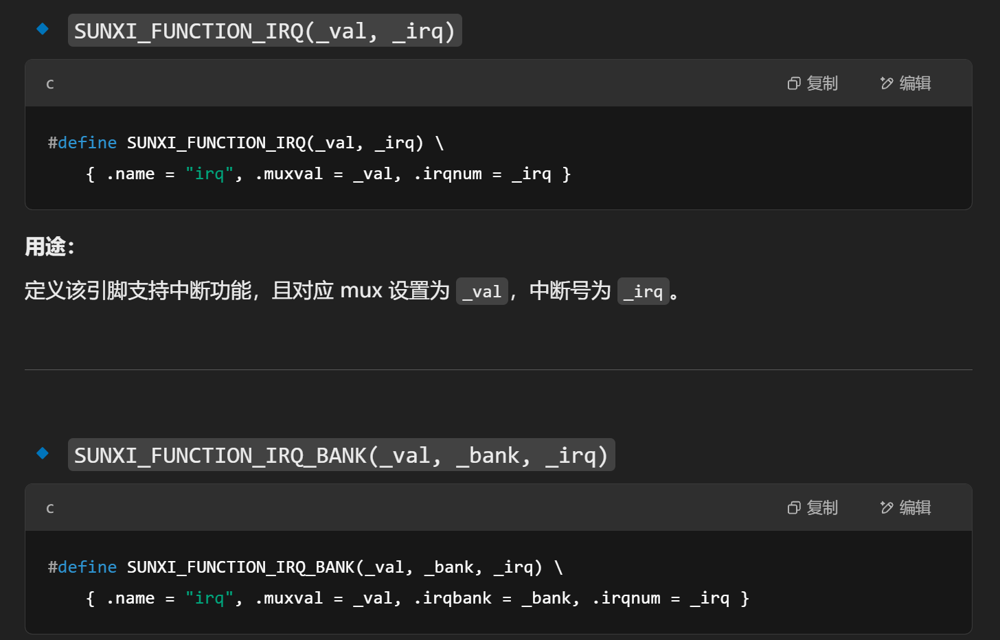 SUNXI_FUNCTION_IRQ(_val, _irq)
c 复制 编辑
#define SUNXI_FUNCTION_IRQ(_val, _irq) \
{ .name = "irq", .muxval = _val, .irqnum = _irq }
用途：
定义该引脚支持中断功能，且对应 mux 设置为 _val，中断号为 _irq。
SUNXI_FUNCTION_IRQ_BANK(_val, _bank, _irq)
c 复制 编辑
#define SUNXI_FUNCTION_IRQ_BANK(_val, _bank, _irq) \
{ .name = "irq", .muxval = _val, .irqbank = _bank, .irqnum = _irq }